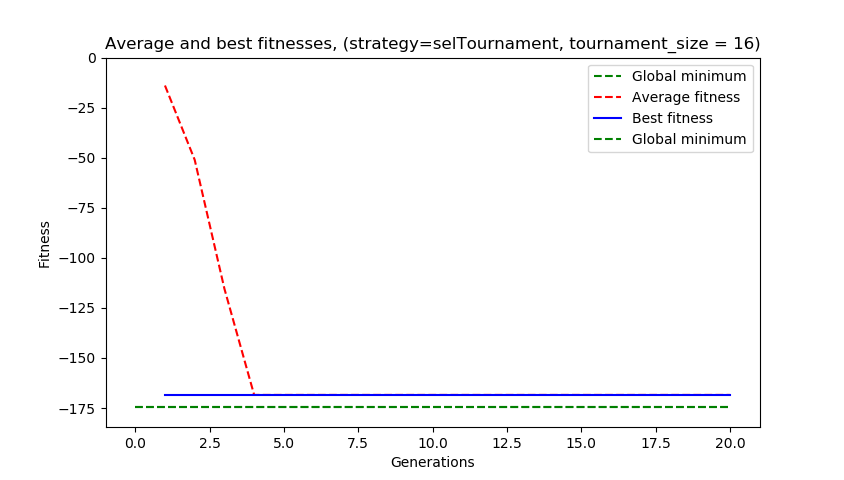 Average and best fitnesses, (strategy=selTournament, tournament_size = 16)
0
−25
−50
−75
−100
−125
−150
−175
Fitness
Global minimum
Average fitness
Best fitness
Global minimum
0.0 2.5 5.0 7.5 10.0 12.5 15.0 17.5 20.0
Generations